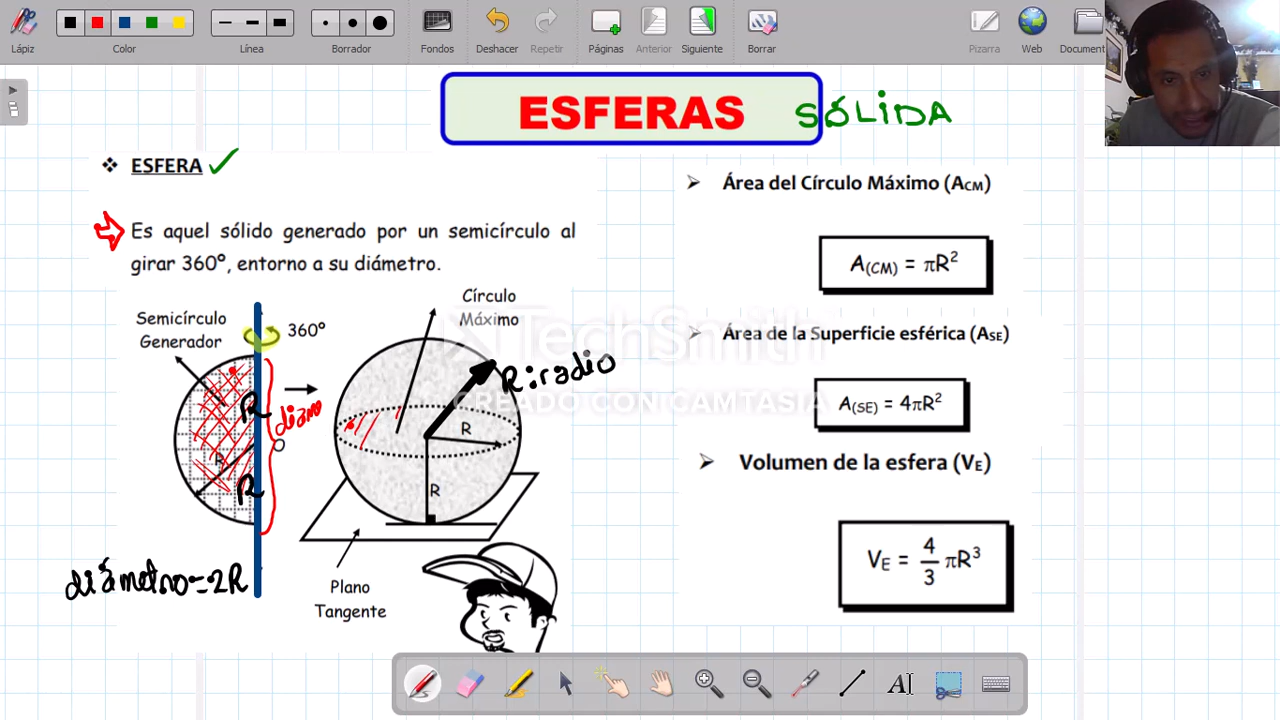 Lápiz
Color
Línea
Borrador
Fondos
Deshacer
Repetir
Páginas
Anterior
Siguiente
Borrar
Pizarra
Web
Document
ESFERAS
SÓLIDA
❖ ESFERA ✓
Es aquel sólido generado por un semicírculo al
girar 360º, entorno a su diámetro.
Semicírculo
Generador
360º
Círculo
Máximo
R:radio
R
diáme
O
R
R
R
R
diámetro=2R
Plano
Tangente
➢ Área del Círculo Máximo (ACM)
A(CM) = πR²
➢ Área de la Superficie esférica (ASE)
A(SE) = 4πR²
➢ Volumen de la esfera (VE)
VE = 4/3 πR³
TechSmith
CREADO CON CAMTASIA